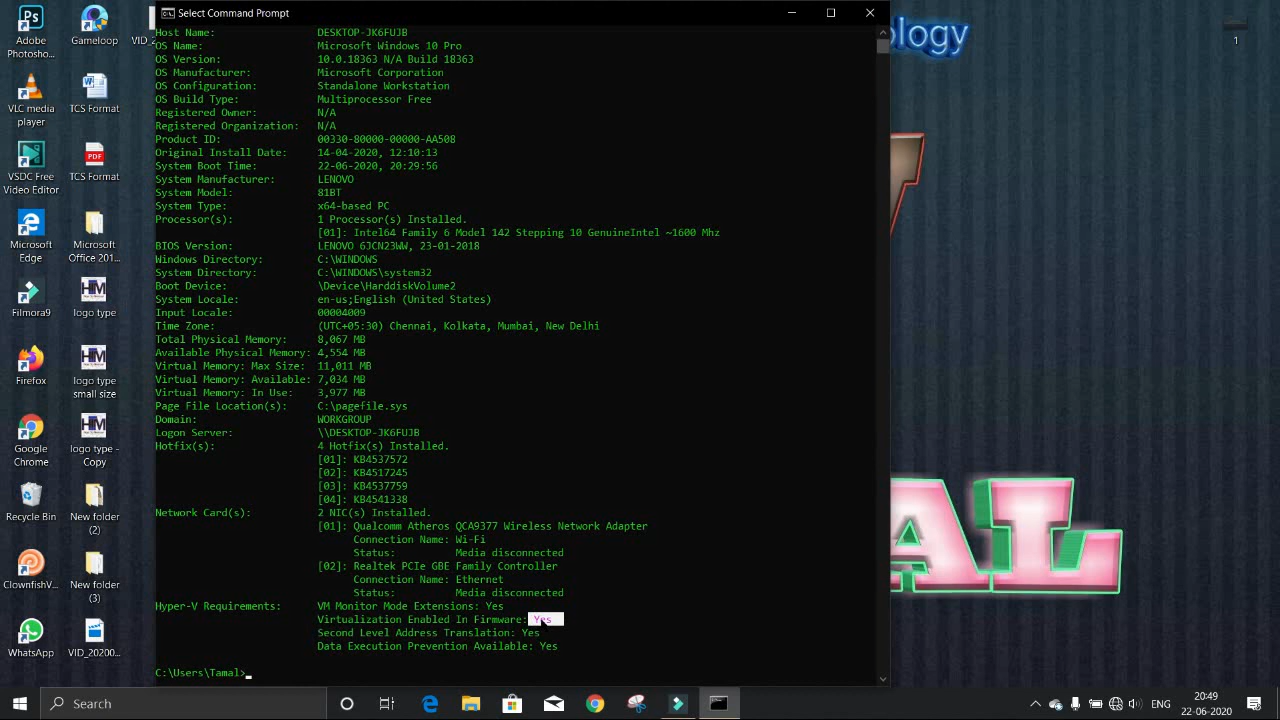 Select Command Prompt
Host Name: DESKTOP-JK6FUJB
OS Name: Microsoft Windows 10 Pro
OS Version: 10.0.18363 N/A Build 18363
OS Manufacturer: Microsoft Corporation
OS Configuration: Standalone Workstation
OS Build Type: Multiprocessor Free
Registered Owner: N/A
Registered Organization: N/A
Product ID: 00330-80000-00000-AA508
Original Install Date: 14-04-2020, 12:10:13
System Boot Time: 22-06-2020, 20:29:56
System Manufacturer: LENOVO
System Model: 81BT
System Type: x64-based PC
Processor(s): 1 Processor(s) Installed.
[01]: Intel64 Family 6 Model 142 Stepping 10 GenuineIntel ~1600 Mhz
BIOS Version: LENOVO 6JCN23WW, 23-01-2018
Windows Directory: C:\WINDOWS
System Directory: C:\WINDOWS\system32
Boot Device: \Device\HarddiskVolume2
System Locale: en-us;English (United States)
Input Locale: 00004009
Time Zone: (UTC+05:30) Chennai, Kolkata, Mumbai, New Delhi
Total Physical Memory: 8,067 MB
Available Physical Memory: 4,554 MB
Virtual Memory: Max Size: 11,011 MB
Virtual Memory: Available: 7,034 MB
Virtual Memory: In Use: 3,977 MB
Page File Location(s): C:\pagefile.sys
Domain: WORKGROUP
Logon Server: \\DESKTOP-JK6FUJB
Hotfix(s): 4 Hotfix(s) Installed.
[01]: KB4537572
[02]: KB4517245
[03]: KB4537759
[04]: KB4541338
Network Card(s): 2 NIC(s) Installed.
[01]: Qualcomm Atheros QCA9377 Wireless Network Adapter
Connection Name: Wi-Fi
Status: Media disconnected
[02]: Realtek PCIe GBE Family Controller
Connection Name: Ethernet
Status: Media disconnected
Hyper-V Requirements: VM Monitor Mode Extensions: Yes
Virtualization Enabled In Firmware: Yes
Second Level Address Translation: Yes
Data Execution Prevention Available: Yes
C:\Users\Tamal>
Adobe
Photosho...
Gameloop
VID_2
VLC media
player
TCS Format
VSDC Free
Video Editor
TCS Format
Microsoft
Edge
Microsoft
Office 201...
Filmora9
logo type
Firefox
logo type
small size
Google
Chrome
logo type -
Copy
Recycle Bin
New folder
(2)
ClownfishV...
New folder
(3)
WhatsApp
VID_20200...
ology
1
AL
Search
ENG
20:49
22-06-2020